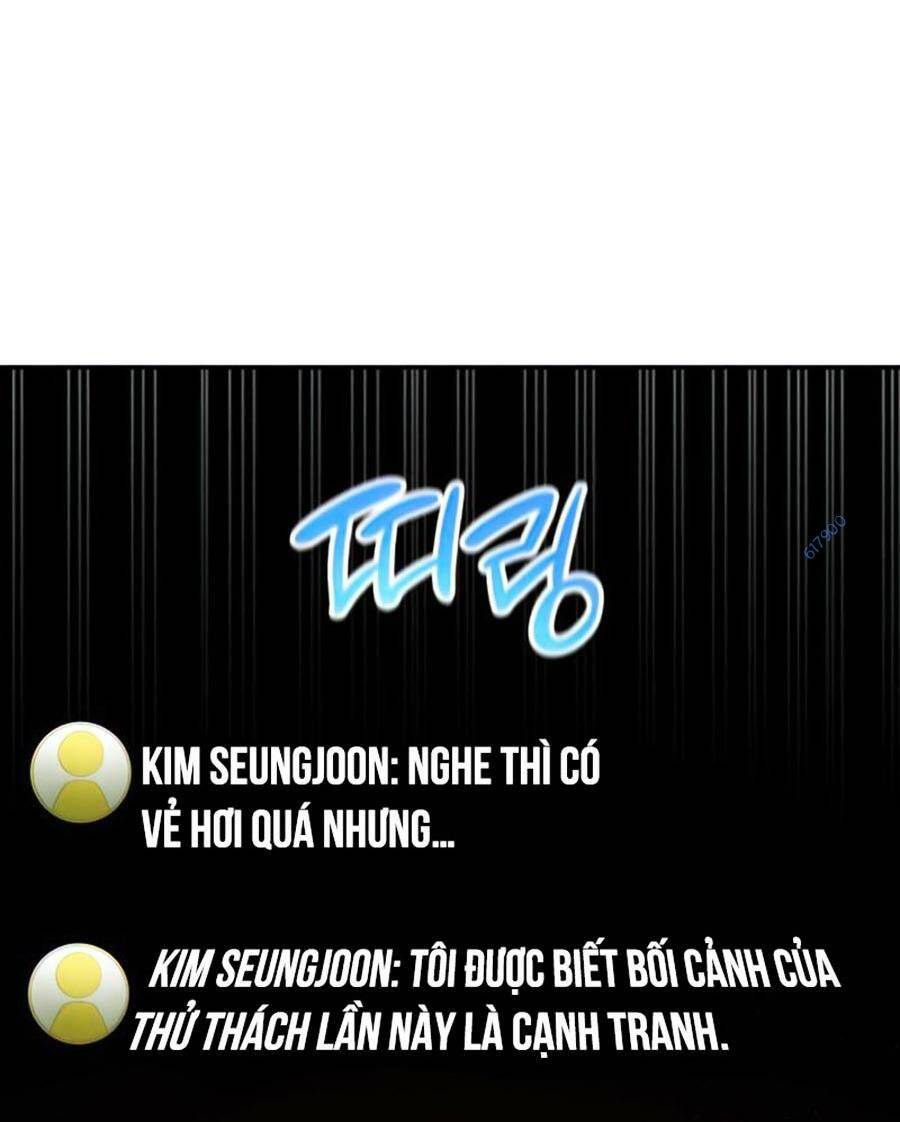 띠링
617900
KIM SEUNGJOON: NGHE THÌ CÓ
VẺ HƠI QUÁ NHƯNG...
KIM SEUNGJOON: TÔI ĐƯỢC BIẾT BỐI CẢNH CỦA
THỬ THÁCH LẦN NÀY LÀ CẠNH TRANH.